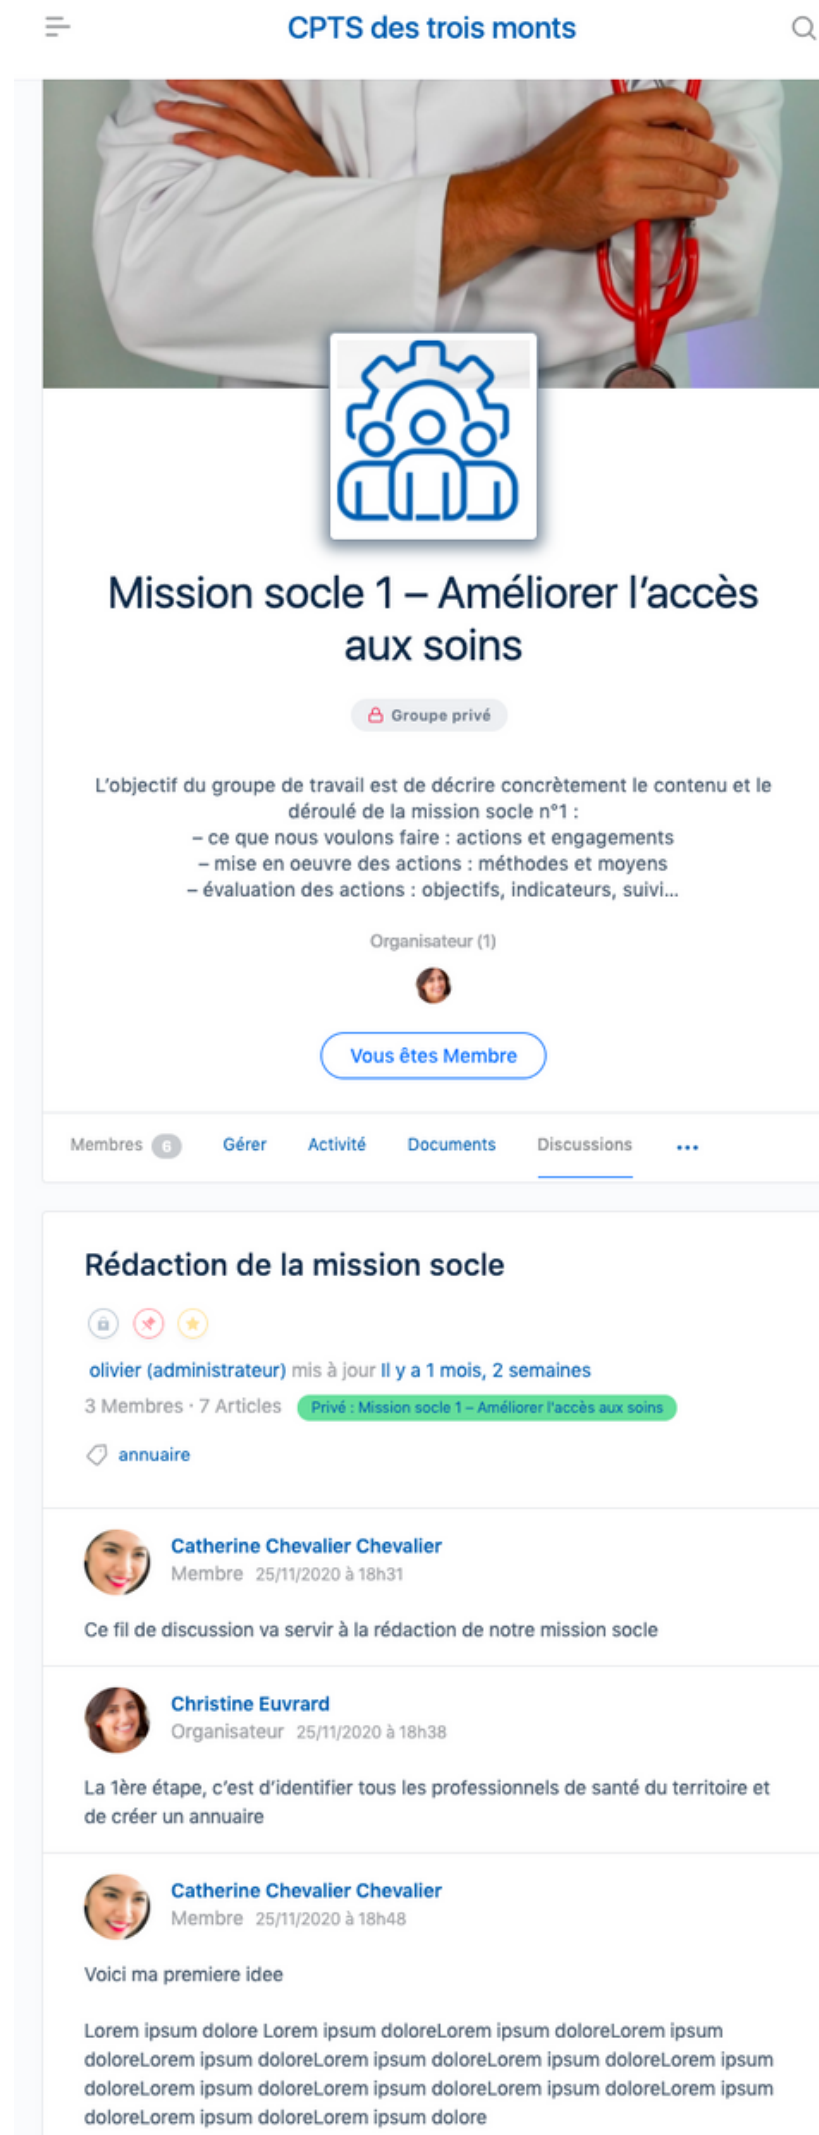 CPTS des trois monts
Mission socle 1 – Améliorer l'accès
aux soins
Groupe privé
L'objectif du groupe de travail est de décrire concrètement le contenu et le
déroulé de la mission socle n°1 :
– ce que nous voulons faire : actions et engagements
– mise en oeuvre des actions : méthodes et moyens
– évaluation des actions : objectifs, indicateurs, suivi...
Organisateur (1)
Vous êtes Membre
Membres 6 Gérer Activité Documents Discussions ...
Rédaction de la mission socle
olivier (administrateur) mis à jour Il y a 1 mois, 2 semaines
3 Membres · 7 Articles Privé : Mission socle 1 – Améliorer l'accès aux soins
annuaire
Catherine Chevalier Chevalier
Membre 25/11/2020 à 18h31
Ce fil de discussion va servir à la rédaction de notre mission socle
Christine Euvrard
Organisateur 25/11/2020 à 18h38
La 1ère étape, c'est d'identifier tous les professionnels de santé du territoire et
de créer un annuaire
Catherine Chevalier Chevalier
Membre 25/11/2020 à 18h48
Voici ma premiere idee
Lorem ipsum dolore Lorem ipsum doloreLorem ipsum doloreLorem ipsum
doloreLorem ipsum doloreLorem ipsum doloreLorem ipsum doloreLorem ipsum
doloreLorem ipsum doloreLorem ipsum doloreLorem ipsum doloreLorem ipsum
doloreLorem ipsum doloreLorem ipsum dolore